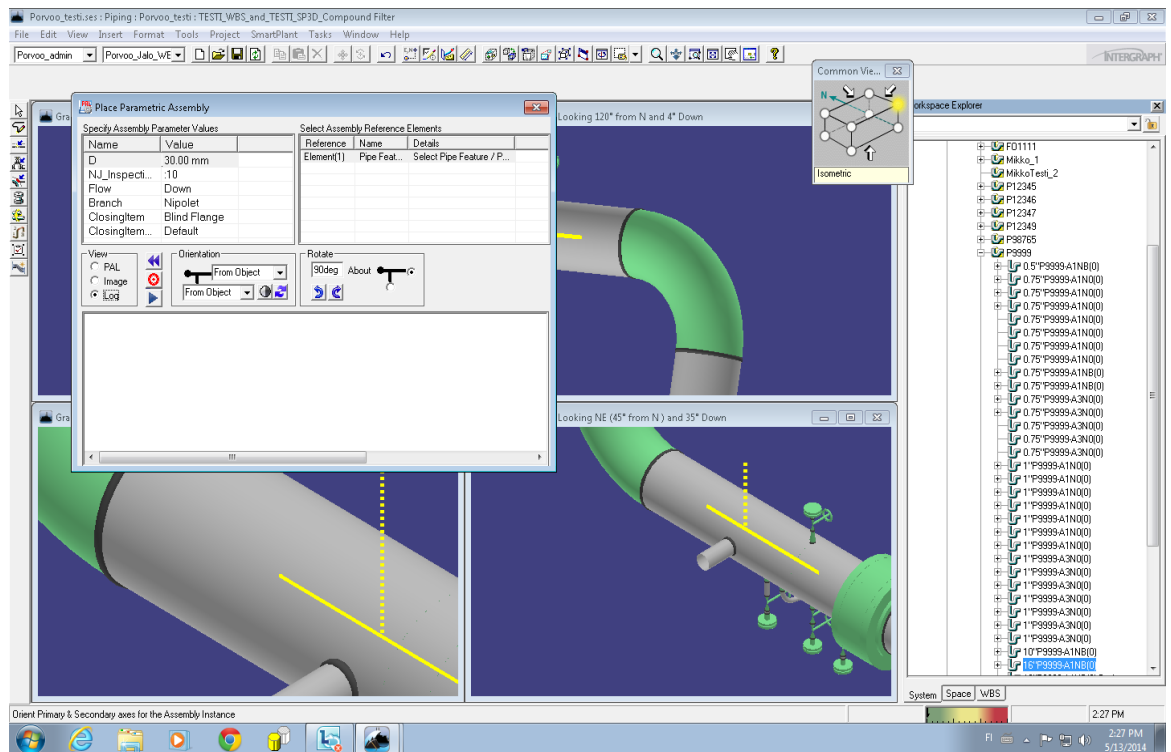 Porvoo_testi.ses : Piping : Porvoo_testi : TESTI_WBS_and_TESTI_SP3D_Compound Filter
File Edit View Insert Format Tools Project SmartPlant Tasks Window Help
Porvoo_admin Porvoo_Jalo_WE
INTERGRAPH
Common Vie...
N
Isometric
Place Parametric Assembly
Specify Assembly Parameter Values
Name Value
D 30.00 mm
NJ_Inspecti... :10
Flow Down
Branch Nipolet
ClosingItem Blind Flange
ClosingItem... Default
Select Assembly Reference Elements
Reference Name Details
Element(1) Pipe Feat... Select Pipe Feature / P...
View
PAL
Image
Log
Orientation
From Object
From Object
Rotate
90deg About
Gra
Looking 120° from N and 4° Down
Gra
Looking NE (45° from N ) and 35° Down
orkspace Explorer
F01111
Mikko_1
MikkoTesti_2
P12345
P12346
P12347
P12349
P98765
P9999
0.5"P9999-A1NB(0)
0.75"P9999-A1N0(0)
0.75"P9999-A1N0(0)
0.75"P9999-A1N0(0)
0.75"P9999-A1N0(0)
0.75"P9999-A1N0(0)
0.75"P9999-A1N0(0)
0.75"P9999-A1N0(0)
0.75"P9999-A1NB(0)
0.75"P9999-A1NB(0)
0.75"P9999-A3N0(0)
0.75"P9999-A3N0(0)
0.75"P9999-A3N0(0)
0.75"P9999-A3N0(0)
0.75"P9999-A3N0(0)
1"P9999-A1N0(0)
1"P9999-A1N0(0)
1"P9999-A1N0(0)
1"P9999-A1N0(0)
1"P9999-A1N0(0)
1"P9999-A1N0(0)
1"P9999-A1N0(0)
1"P9999-A3N0(0)
1"P9999-A3N0(0)
1"P9999-A3N0(0)
1"P9999-A3N0(0)
1"P9999-A3N0(0)
1"P9999-A3N0(0)
1"P9999-A3N0(0)
10"P9999-A1NB(0)
16"P9999-A1NB(0)
System Space WBS
Orient Primary & Secondary axes for the Assembly Instance
2:27 PM
FI
2:27 PM
5/13/2014